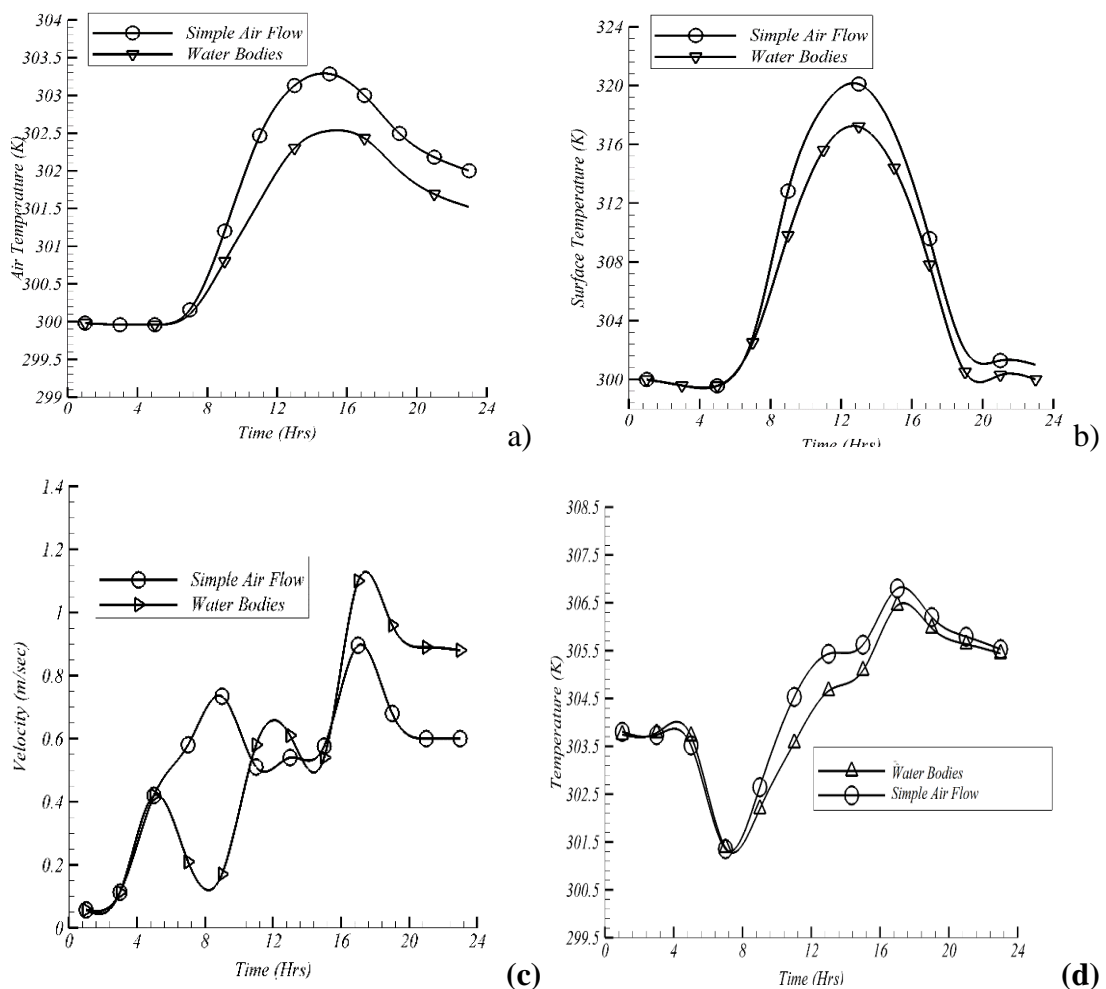 304
Simple Air Flow
Water Bodies
303.5
303
302.5
302
301.5
301
300.5
300
299.5
299
Air Temperature (K)
0 4 8 12 16 20 24
Time (Hrs)
a)
324
Simple Air Flow
Water Bodies
320
316
312
308
304
300
Surface Temperature (K)
0 4 8 12 16 20 24
Time (Hrs)
b)
1.4
1.2
1
0.8
0.6
0.4
0.2
0
Simple Air Flow
Water Bodies
Velocity (m/sec)
0 4 8 12 16 20 24
Time (Hrs)
(c)
308.5
307.5
306.5
305.5
304.5
303.5
302.5
301.5
300.5
299.5
Temperature (K)
Water Bodies
Simple Air Flow
0 4 8 12 16 20 24
Time (Hrs)
(d)